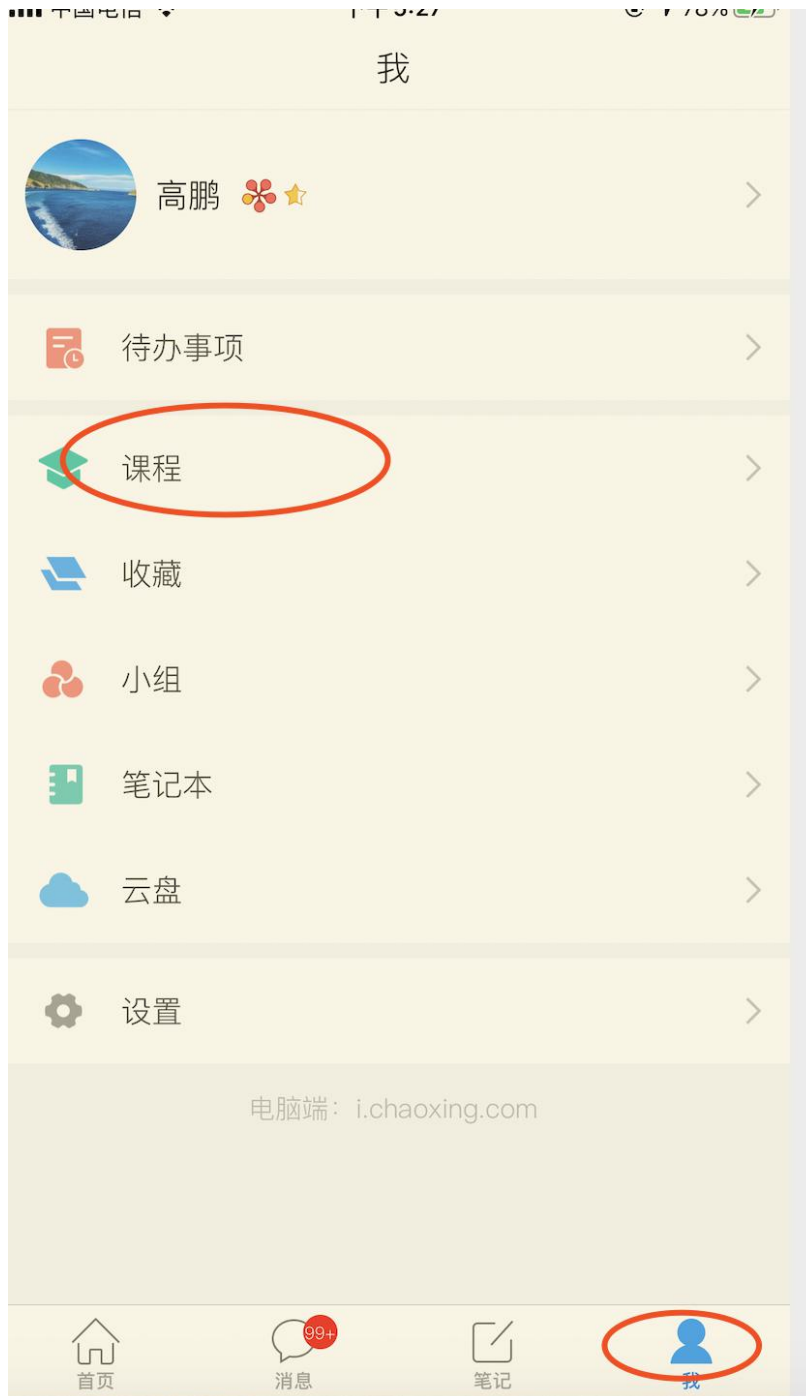 我
高鹏
待办事项
课程
收藏
小组
笔记本
云盘
设置
电脑端：i.chaoxing.com
99+
首页
消息
笔记
我